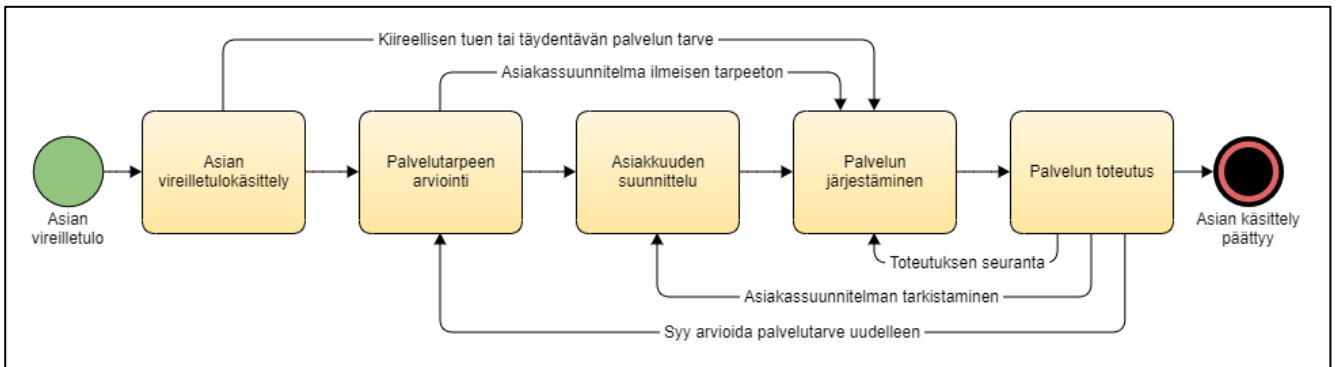 Kiireellisen tuen tai täydentävän palvelun tarve
Asiakassuunnitelma ilmeisen tarpeeton
Asian
vireilletulokäsittely
Palvelutarpeen
arviointi
Asiakkuuden
suunnittelu
Palvelun
järjestäminen
Palvelun toteutus
Asian
vireilletulo
Asian käsittely
päättyy
Toteutuksen seuranta
Asiakassuunnitelman tarkistaminen
Syy arvioida palvelutarve uudelleen